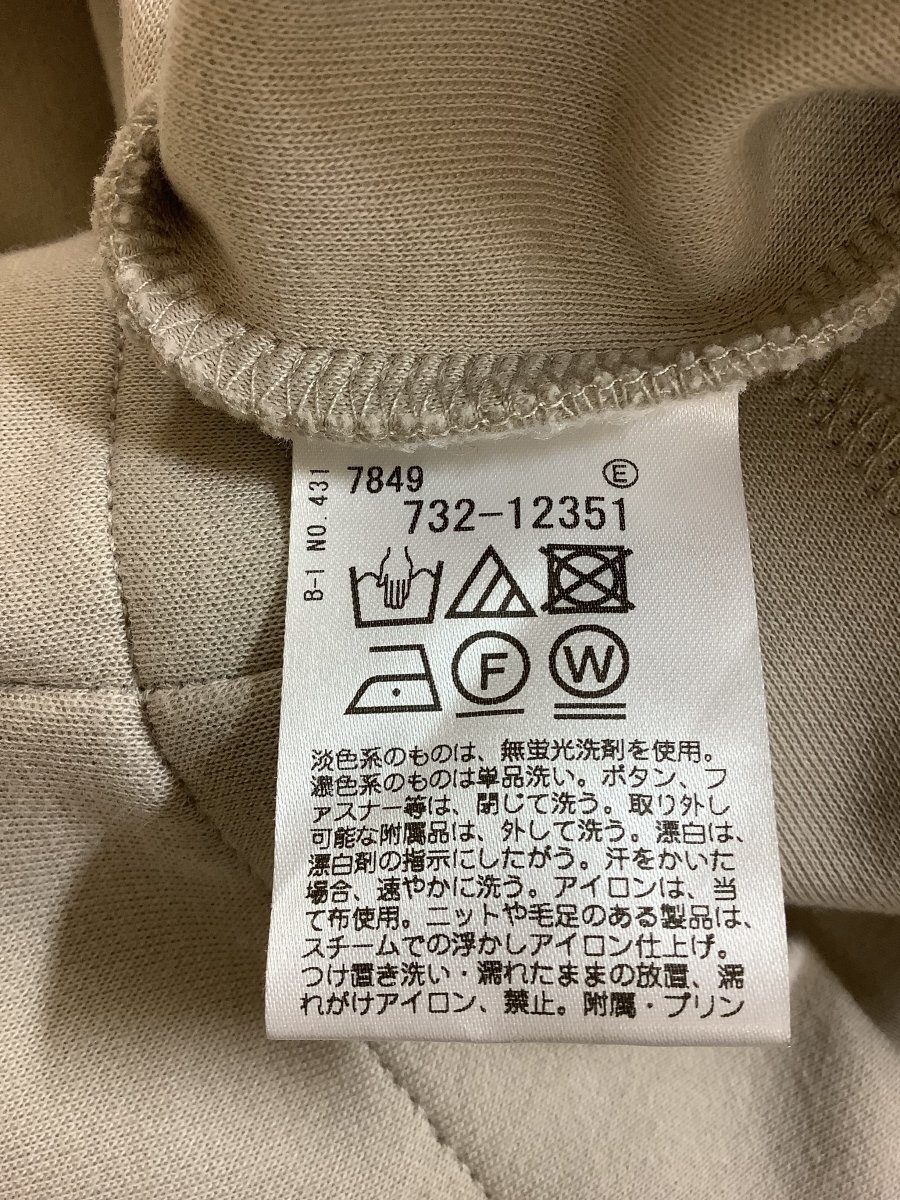 B-1 NO.431
7849 E
732-12351
F W
淡色系のものは、無蛍光洗剤を使用。
濃色系のものは単品洗い。ボタン、フ
ァスナー等は、閉じて洗う。取り外し
可能な附属品は、外して洗う。漂白は、
漂白剤の指示にしたがう。汗をかいた
場合、速やかに洗う。アイロンは、当
て布使用。ニットや毛足のある製品は、
スチームでの浮かしアイロン仕上げ。
つけ置き洗い・濡れたままの放置、濡
れがけアイロン、禁止。附属・プリン